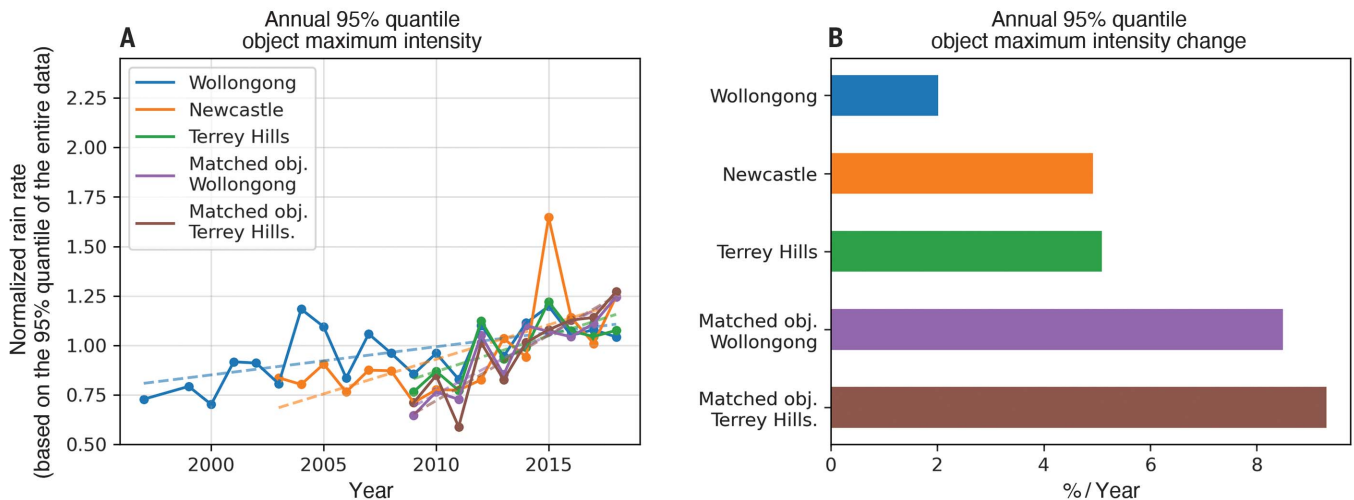 A
Annual 95% quantile
object maximum intensity
Normalized rain rate
(based on the 95% quantile of the entire data)
2.25
2.00
1.75
1.50
1.25
1.00
0.75
0.50
Wollongong
Newcastle
Terrey Hills
Matched obj.
Wollongong
Matched obj.
Terrey Hills.
2000 2005 2010 2015
Year
B
Annual 95% quantile
object maximum intensity change
Wollongong
Newcastle
Terrey Hills
Matched obj.
Wollongong
Matched obj.
Terrey Hills.
0 2 4 6 8
% / Year